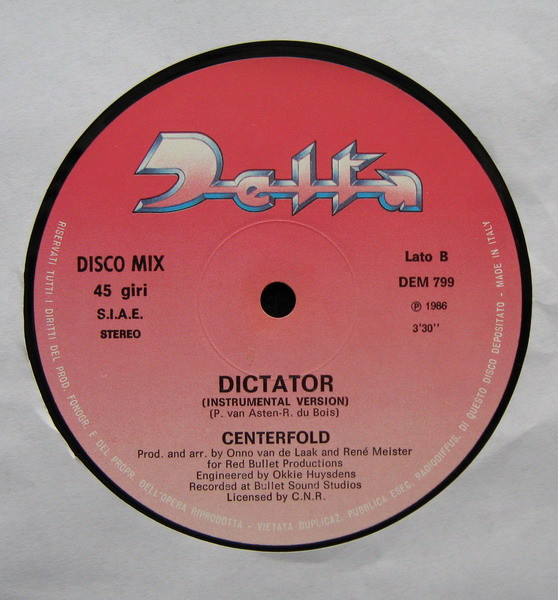 Delta
DISCO MIX
45 giri
S.I.A.E.
STEREO
Lato B
DEM 799
℗ 1986
3'30''
DICTATOR
(INSTRUMENTAL VERSION)
(P. van Asten-R. du Bois)
CENTERFOLD
Prod. and arr. by Onno van de Laak and René Meister
for Red Bullet Productions
Engineered by Okkie Huysdens
Recorded at Bullet Sound Studios
Licensed by C.N.R.
RISERVATI TUTTI I DIRITTI DEL PROD. FONOGR. E DEL PROPR. DELL'OPERA RIPRODOTTA - VIETATA DUPLICAZ. PUBBLICA ESEC. RADIODIFFUS. DI QUESTO DISCO DEPOSITATO - MADE IN ITALY